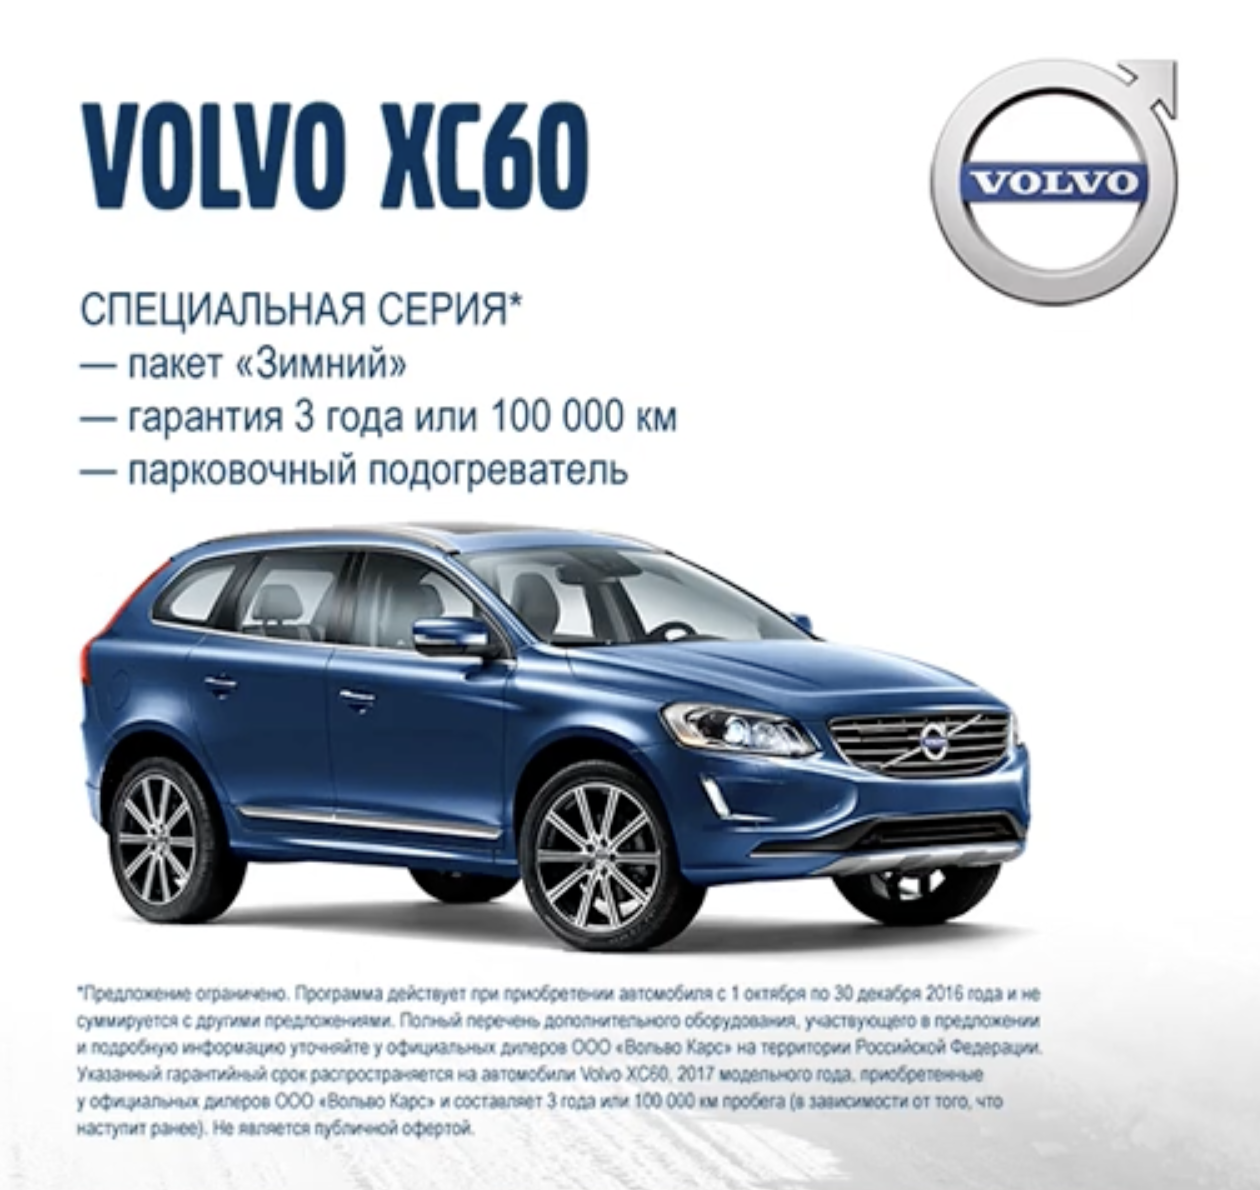 VOLVO XC60
VOLVO
СПЕЦИАЛЬНАЯ СЕРИЯ*
— пакет «Зимний»
— гарантия 3 года или 100 000 км
— парковочный подогреватель
*Предложение ограничено. Программа действует при приобретении автомобиля с 1 октября по 30 декабря 2016 года и не
суммируется с другими предложениями. Полный перечень дополнительного оборудования, участвующего в предложении
и подробную информацию уточняйте у официальных дилеров ООО «Вольво Карс» на территории Российской Федерации.
Указанный гарантийный срок распространяется на автомобили Volvo XC60, 2017 модельного года, приобретенные
у официальных дилеров ООО «Вольво Карс» и составляет 3 года или 100 000 км пробега (в зависимости от того, что
наступит ранее). Не является публичной офертой.